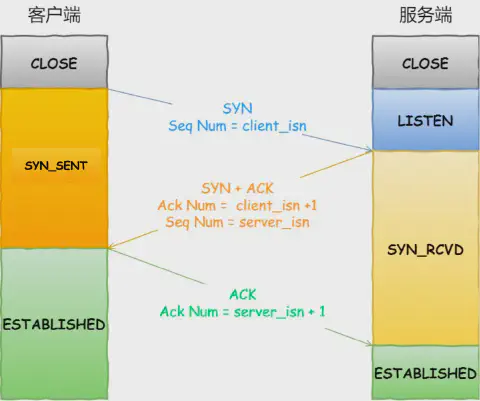 客户端
服务端
CLOSE
CLOSE
SYN
Seq Num = client_isn
LISTEN
SYN_SENT
SYN + ACK
Ack Num = client_isn +1
Seq Num = server_isn
SYN_RCVD
ACK
Ack Num = server_isn + 1
ESTABLISHED
ESTABLISHED